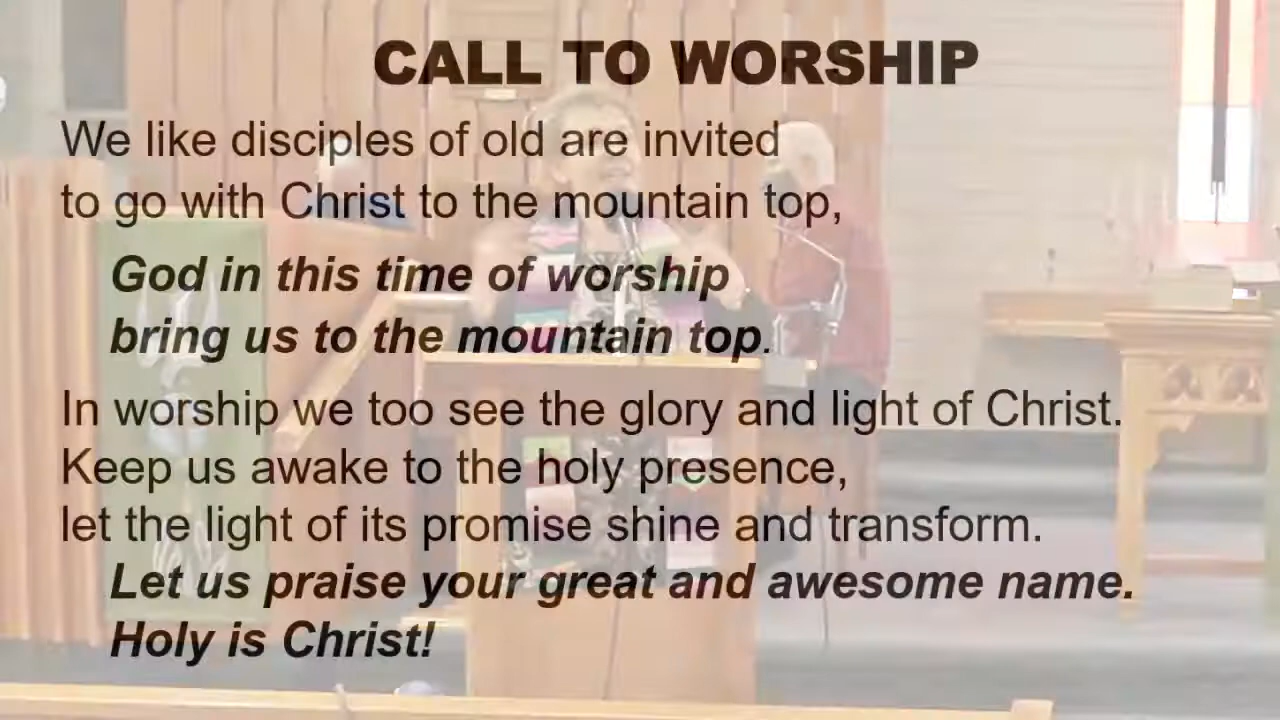 CALL TO WORSHIP
We like disciples of old are invited
to go with Christ to the mountain top,
God in this time of worship
bring us to the mountain top.
In worship we too see the glory and light of Christ.
Keep us awake to the holy presence,
let the light of its promise shine and transform.
Let us praise your great and awesome name.
Holy is Christ!